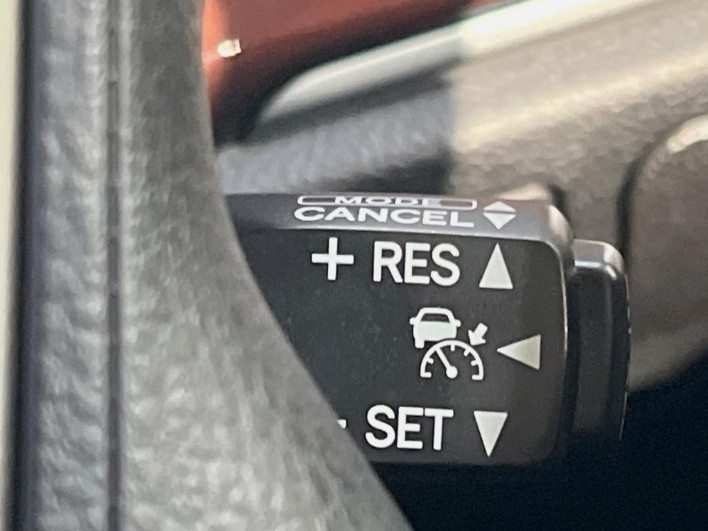 MODE
CANCEL
+ RES
- SET